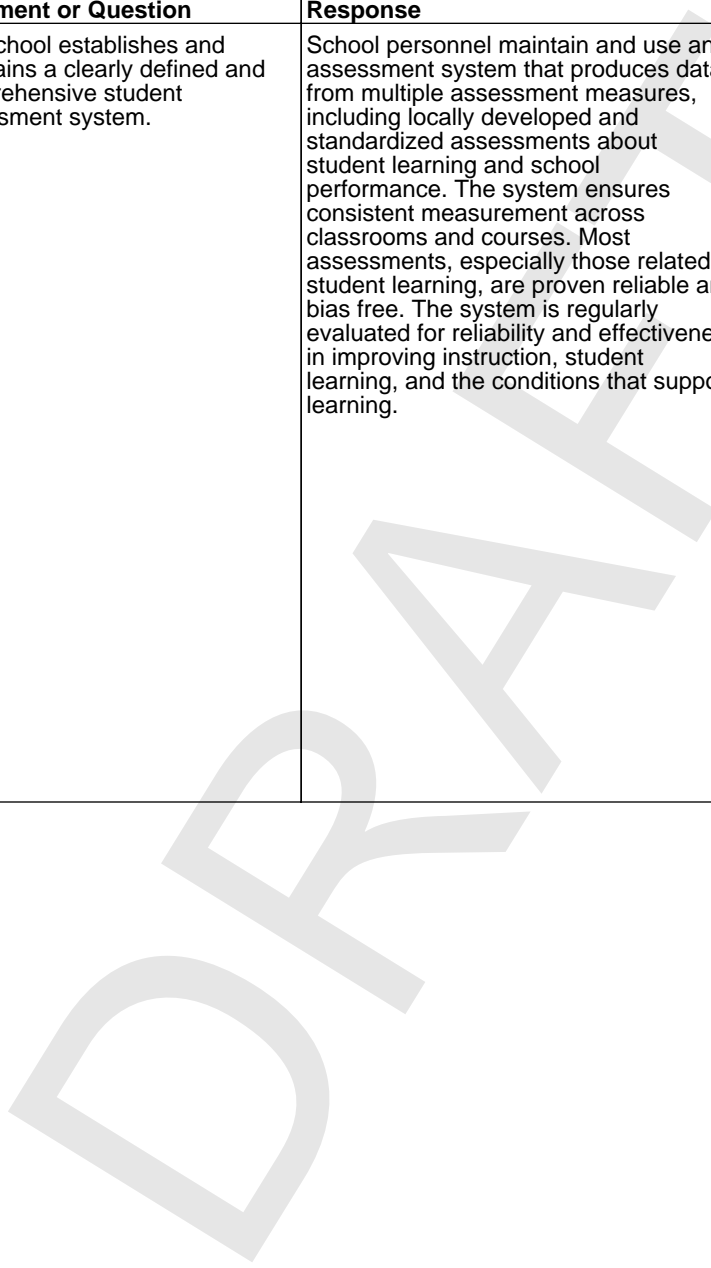 ment or Question
Response
chool establishes and
ains a clearly defined and
rehensive student
sment system.
School personnel maintain and use an
assessment system that produces data
from multiple assessment measures,
including locally developed and
standardized assessments about
student learning and school
performance. The system ensures
consistent measurement across
classrooms and courses. Most
assessments, especially those related
student learning, are proven reliable an
bias free. The system is regularly
evaluated for reliability and effectivene
in improving instruction, student
learning, and the conditions that suppo
learning.
DRAFT